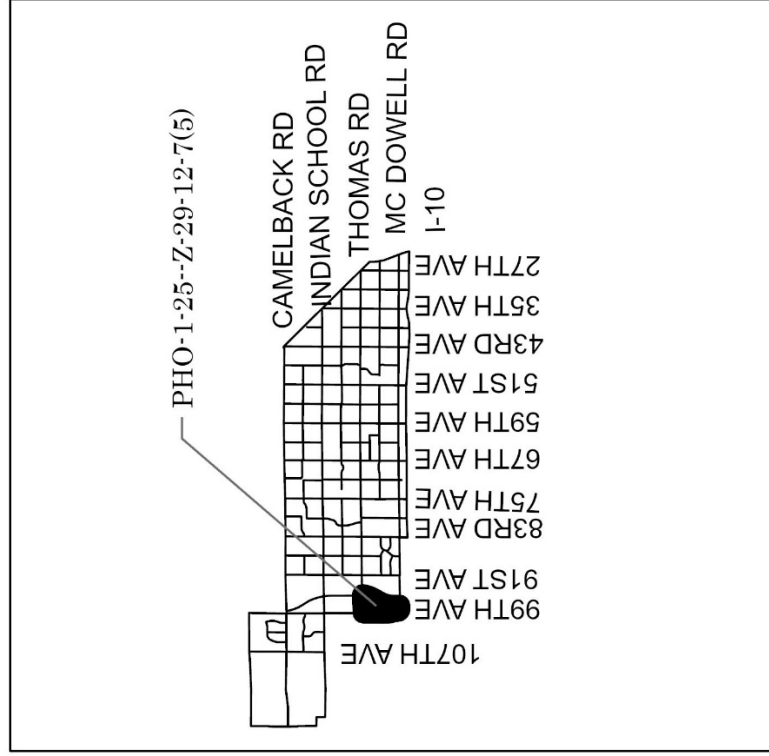 PHO-1-25--Z-29-12-7(5)
CAMELBACK RD
INDIAN SCHOOL RD
THOMAS RD
MC DOWELL RD
I-10
27TH AVE
35TH AVE
43RD AVE
51ST AVE
59TH AVE
67TH AVE
75TH AVE
83RD AVE
91ST AVE
99TH AVE
107TH AVE